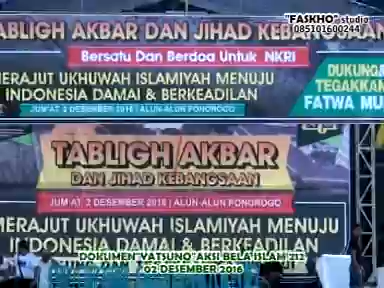 "FASKHO" studio
085101600244
TABLIGH AKBAR DAN JIHAD KEBANGSAAN
Bersatu Dan Berdoa Untuk NKRI
MERAJUT UKHUWAH ISLAMIYAH MENUJU
INDONESIA DAMAI & BERKEADILAN
JUM'AT 2 DESEMBER 2016 | ALUN-ALUN PONOROGO
DUKUNG
TEGAKKAN
FATWA MU
TABLIGH AKBAR
DAN JIHAD KEBANGSAAN
JUM'AT, 2 DESEMBER 2016 | ALUN-ALUN PONOROGO
MERAJUT UKHUWAH ISLAMIYAH MENUJU
INDONESIA DAMAI & BERKEADILAN
DOKUMEN"VATSUNO"AKSI BELA ISLAM 212
02 DESEMBER 2016